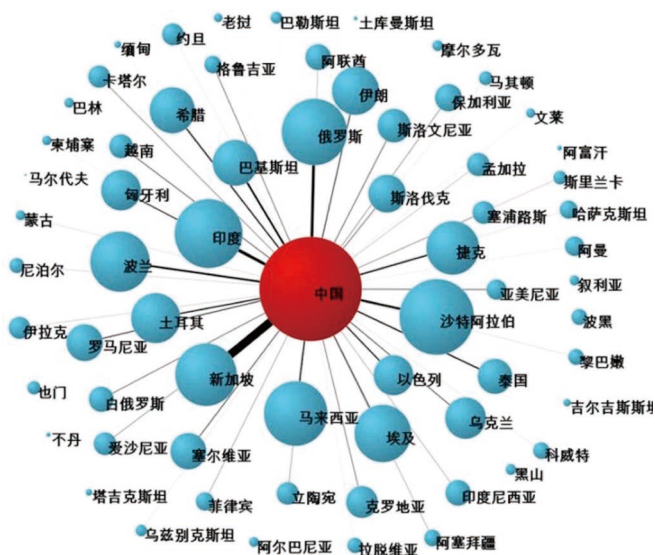 老挝
巴勒斯坦
土库曼斯坦
缅甸
约旦
格鲁吉亚
阿联酋
摩尔多瓦
卡塔尔
伊朗
马其顿
巴林
希腊
俄罗斯
保加利亚
斯洛文尼亚
文莱
柬埔寨
越南
巴基斯坦
孟加拉
阿富汗
马尔代夫
匈牙利
斯洛伐克
斯里兰卡
蒙古
印度
塞浦路斯
哈萨克斯坦
尼泊尔
波兰
捷克
阿曼
中国
亚美尼亚
叙利亚
伊拉克
土耳其
沙特阿拉伯
波黑
罗马尼亚
黎巴嫩
也门
新加坡
以色列
泰国
白俄罗斯
吉尔吉斯斯坦
不丹
爱沙尼亚
马来西亚
埃及
乌克兰
塞尔维亚
科威特
黑山
塔吉克斯坦
菲律宾
立陶宛
克罗地亚
印度尼西亚
乌兹别克斯坦
阿尔巴尼亚
拉脱维亚
阿塞拜疆